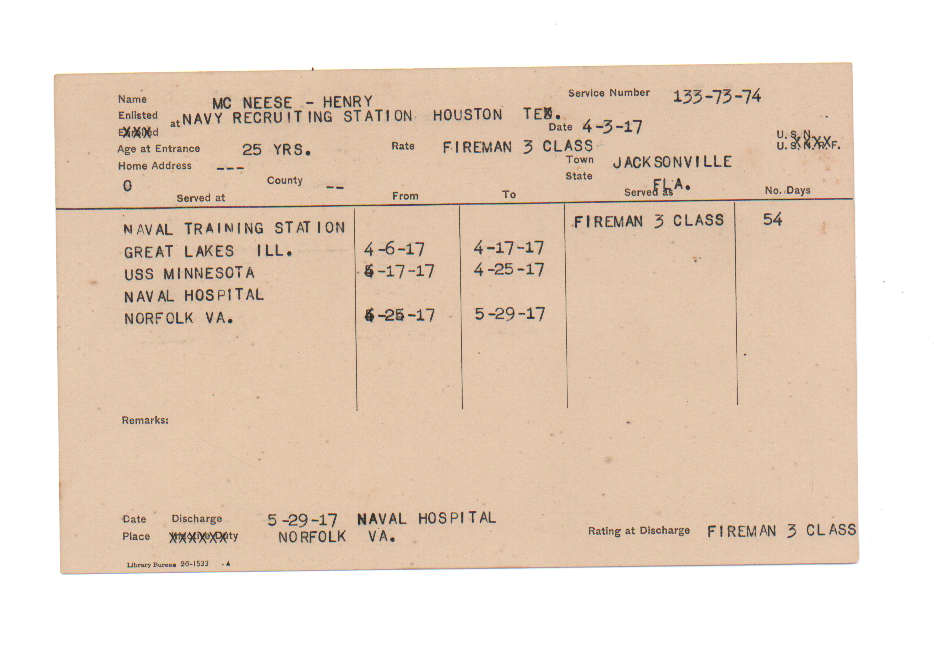 Name MC NEESE - HENRY Service Number 133-73-74
Enlisted at NAVY RECRUITING STATION HOUSTON TEX. Date 4-3-17
U.S.N.
Age at Entrance 25 YRS. Rate FIREMAN 3 CLASS U.S.N.R.F.
Home Address --- Town JACKSONVILLE
0 County -- State FLA.
Served at From To Served as No. Days
NAVAL TRAINING STATION FIREMAN 3 CLASS 54
GREAT LAKES ILL. 4-6-17 4-17-17
USS MINNESOTA -17-17 4-25-17
NAVAL HOSPITAL
NORFOLK VA. 4-25-17 5-29-17
Remarks:
Date Discharge 5-29-17 NAVAL HOSPITAL
Place NORFOLK VA. Rating at Discharge FIREMAN 3 CLASS
Library Bureau 20-1533 -A